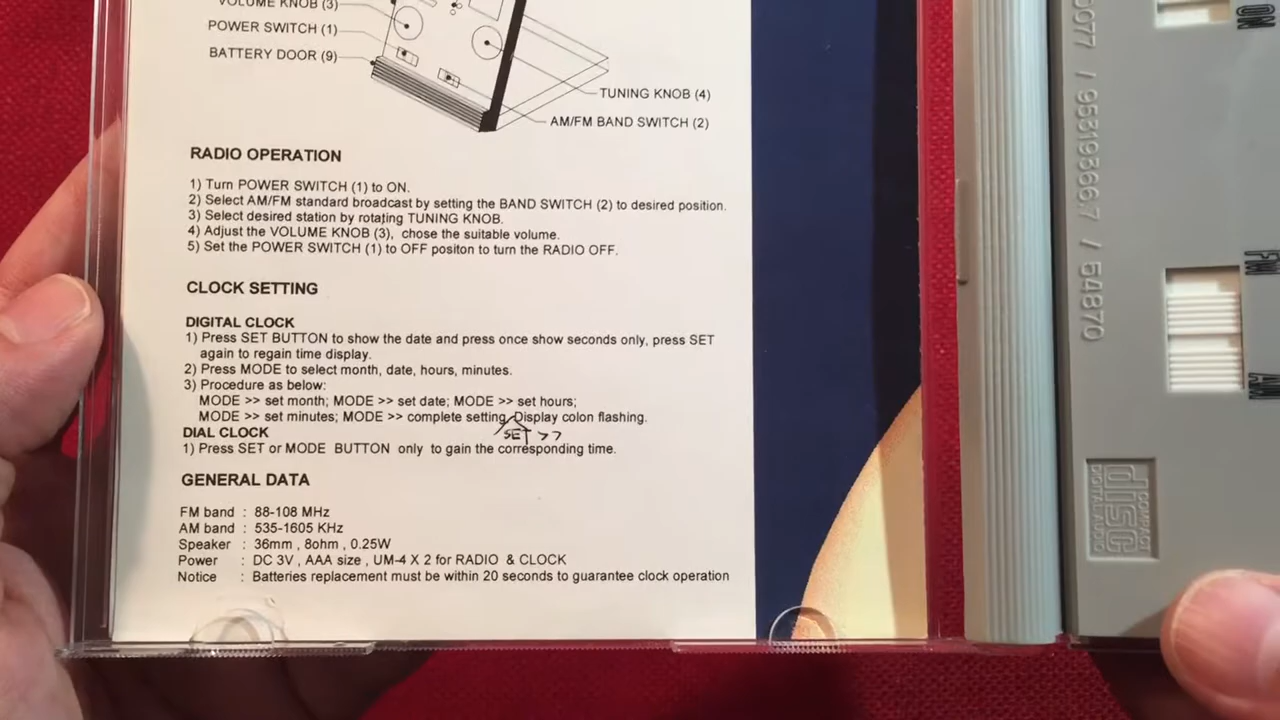 VOLUME KNOB (3)
POWER SWITCH (1)
BATTERY DOOR (9)
TUNING KNOB (4)
AM/FM BAND SWITCH (2)
RADIO OPERATION
1) Turn POWER SWITCH (1) to ON.
2) Select AM/FM standard broadcast by setting the BAND SWITCH (2) to desired position.
3) Select desired station by rotating TUNING KNOB.
4) Adjust the VOLUME KNOB (3), chose the suitable volume.
5) Set the POWER SWITCH (1) to OFF positon to turn the RADIO OFF.
CLOCK SETTING
DIGITAL CLOCK
1) Press SET BUTTON to show the date and press once show seconds only, press SET
again to regain time display.
2) Press MODE to select month, date, hours, minutes.
3) Procedure as below:
MODE >> set month; MODE >> set date; MODE >> set hours;
MODE >> set minutes; MODE >> complete setting, Display colon flashing.
SET >>
DIAL CLOCK
1) Press SET or MODE BUTTON only to gain the corresponding time.
GENERAL DATA
FM band : 88-108 MHz
AM band : 535-1605 KHz
Speaker : 36mm , 8ohm , 0.25W
Power : DC 3V , AAA size , UM-4 X 2 for RADIO & CLOCK
Notice : Batteries replacement must be within 20 seconds to guarantee clock operation
ON
0077 / 95319366.7 / 54870
FM
AM
COMPACT
disc
DIGITAL AUDIO